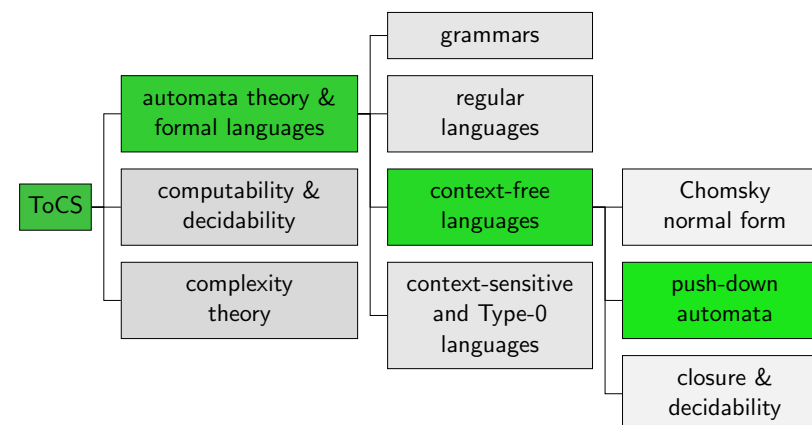 ToCS
automata theory &
formal languages
computability &
decidability
complexity
theory
grammars
regular
languages
context-free
languages
context-sensitive
and Type-0
languages
Chomsky
normal form
push-down
automata
closure &
decidability